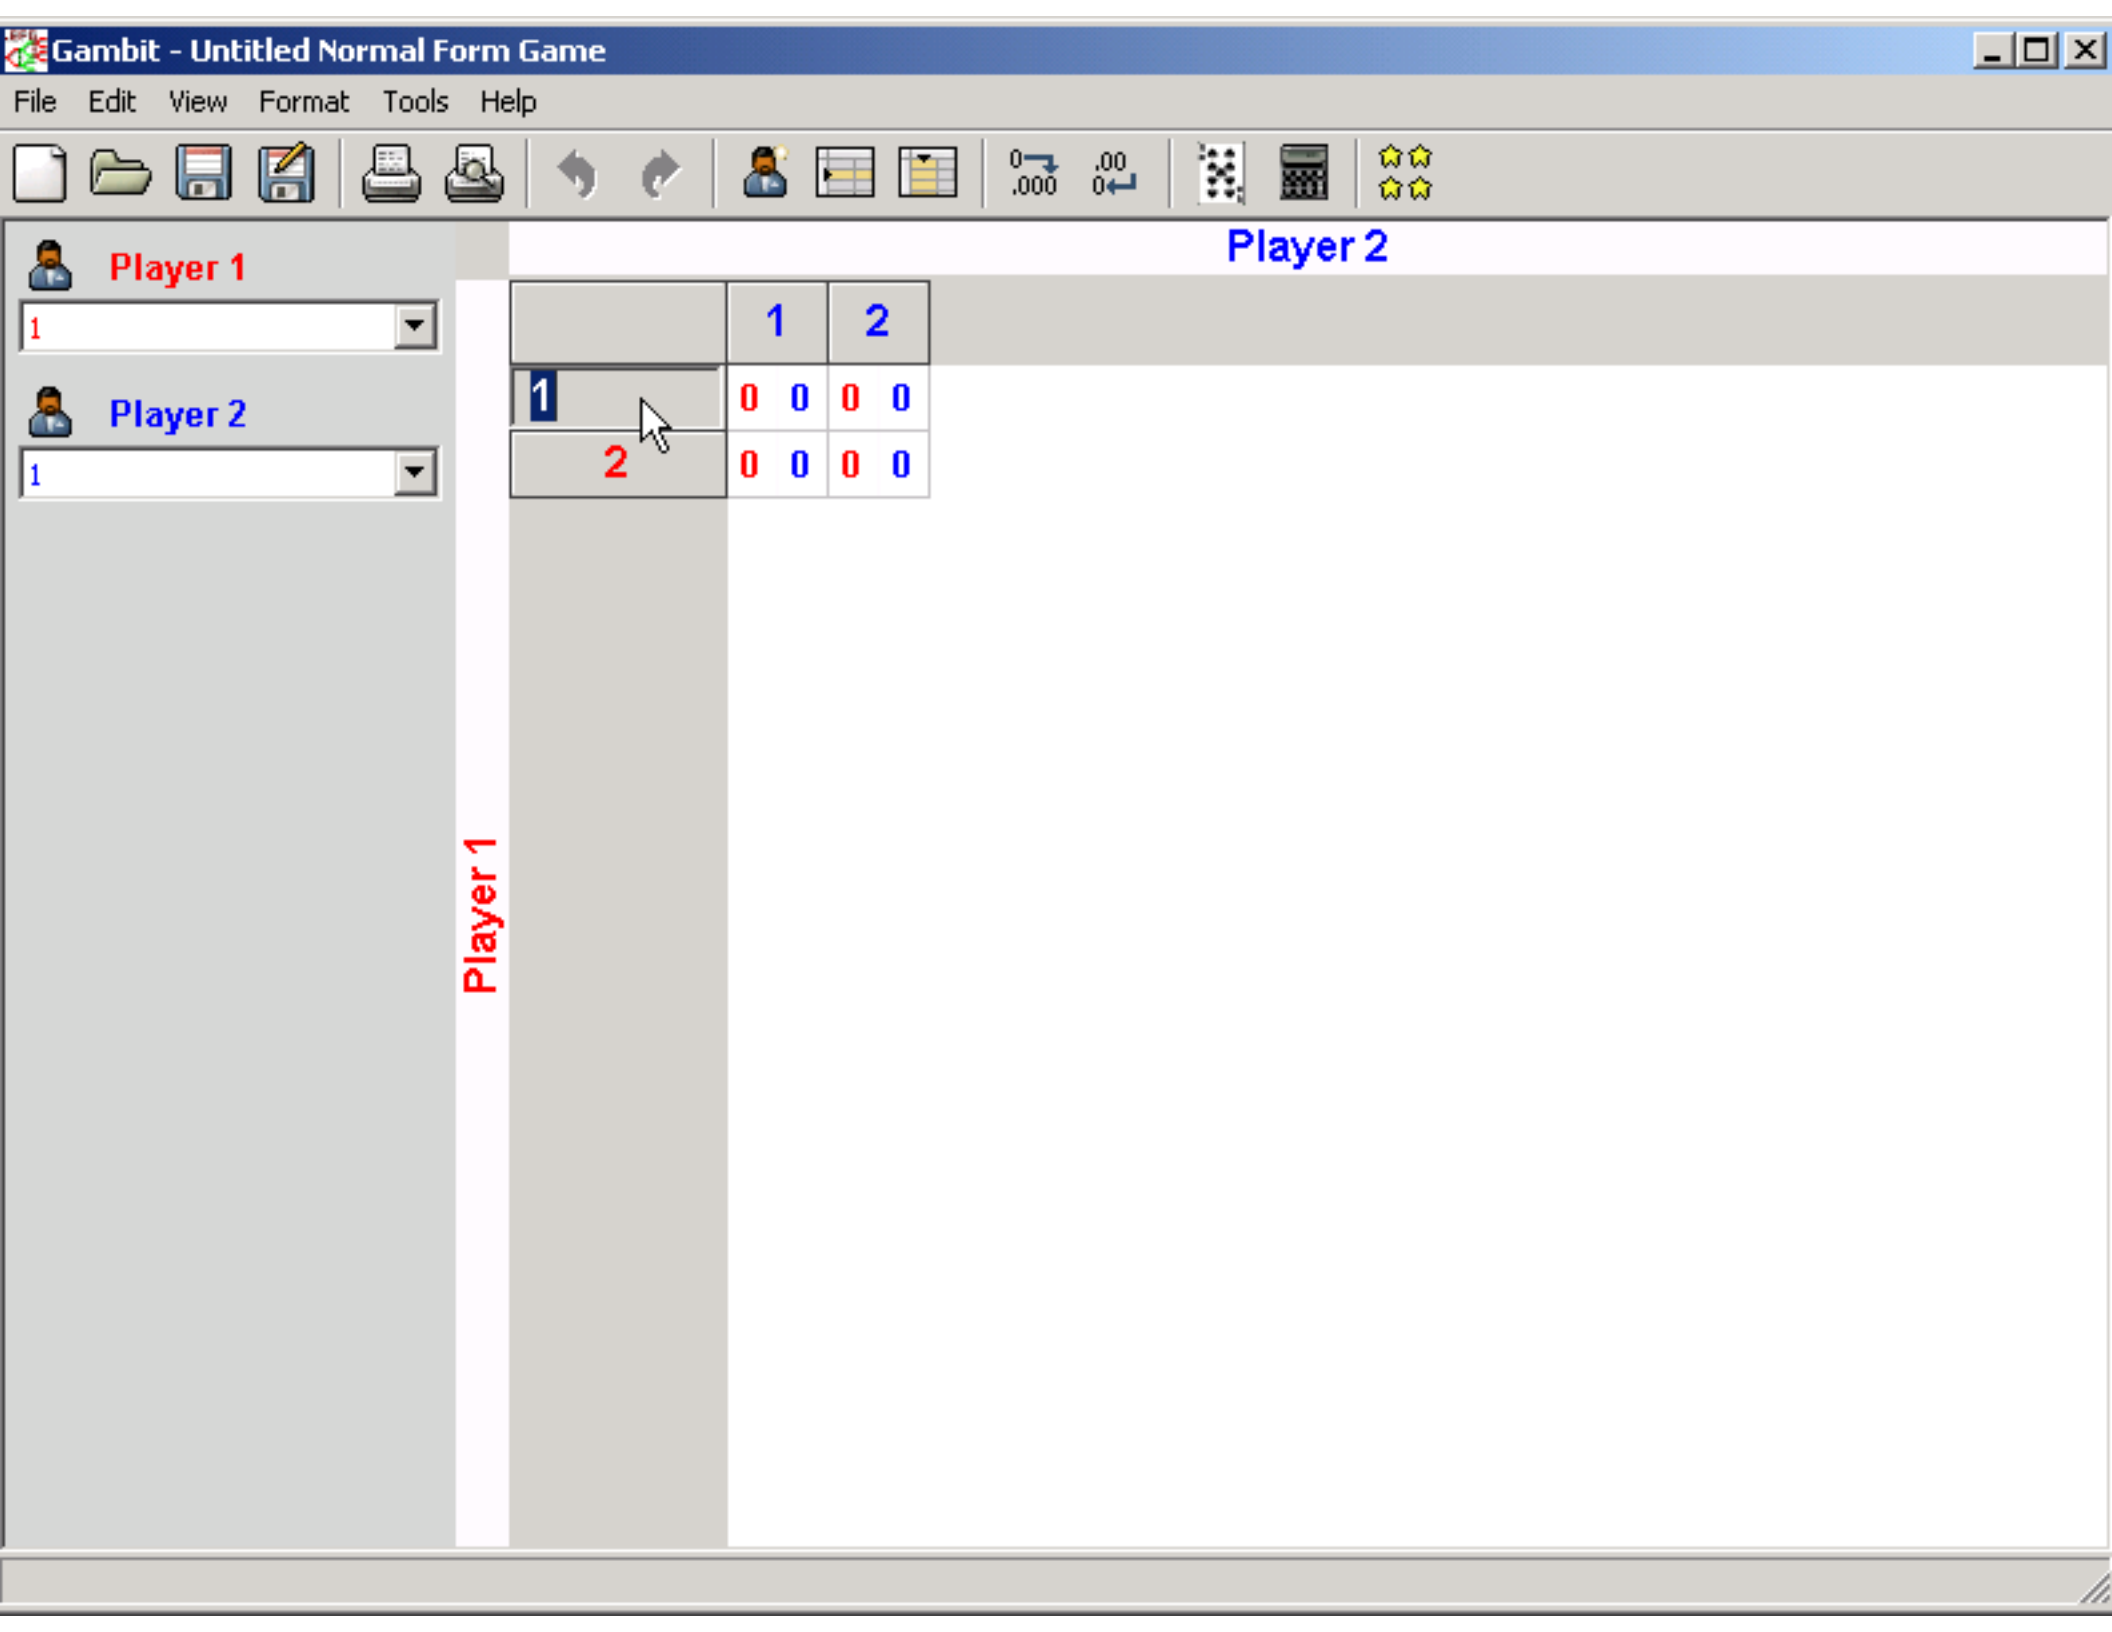 Gambit - Untitled Normal Form Game
File Edit View Format Tools Help
0 .000 .00 0
Player 1
1
Player 2
1
Player 2
Player 1
1 2
1 0 0 0 0
2 0 0 0 0